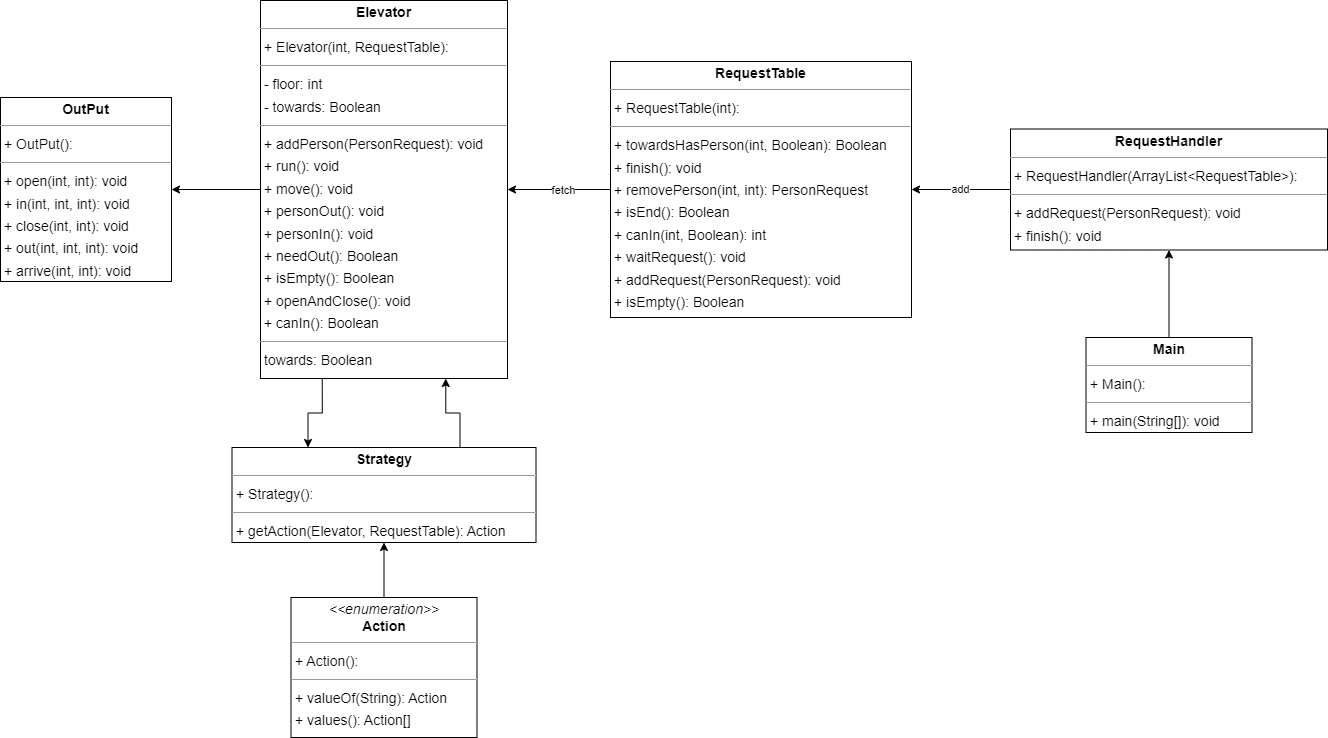 Elevator
+ Elevator(int, RequestTable):
- floor: int
- towards: Boolean
+ addPerson(PersonRequest): void
+ run(): void
+ move(): void
+ personOut(): void
+ personIn(): void
+ needOut(): Boolean
+ isEmpty(): Boolean
+ openAndClose(): void
+ canIn(): Boolean
towards: Boolean
OutPut
+ OutPut():
+ open(int, int): void
+ in(int, int, int): void
+ close(int, int): void
+ out(int, int, int): void
+ arrive(int, int): void
fetch
RequestTable
+ RequestTable(int):
+ towardsHasPerson(int, Boolean): Boolean
+ finish(): void
+ removePerson(int, int): PersonRequest
+ isEnd(): Boolean
+ canIn(int, Boolean): int
+ waitRequest(): void
+ addRequest(PersonRequest): void
+ isEmpty(): Boolean
add
RequestHandler
+ RequestHandler(ArrayList<RequestTable>):
+ addRequest(PersonRequest): void
+ finish(): void
Main
+ Main():
+ main(String[]): void
Strategy
+ Strategy():
+ getAction(Elevator, RequestTable): Action
<<enumeration>>
Action
+ Action():
+ valueOf(String): Action
+ values(): Action[]